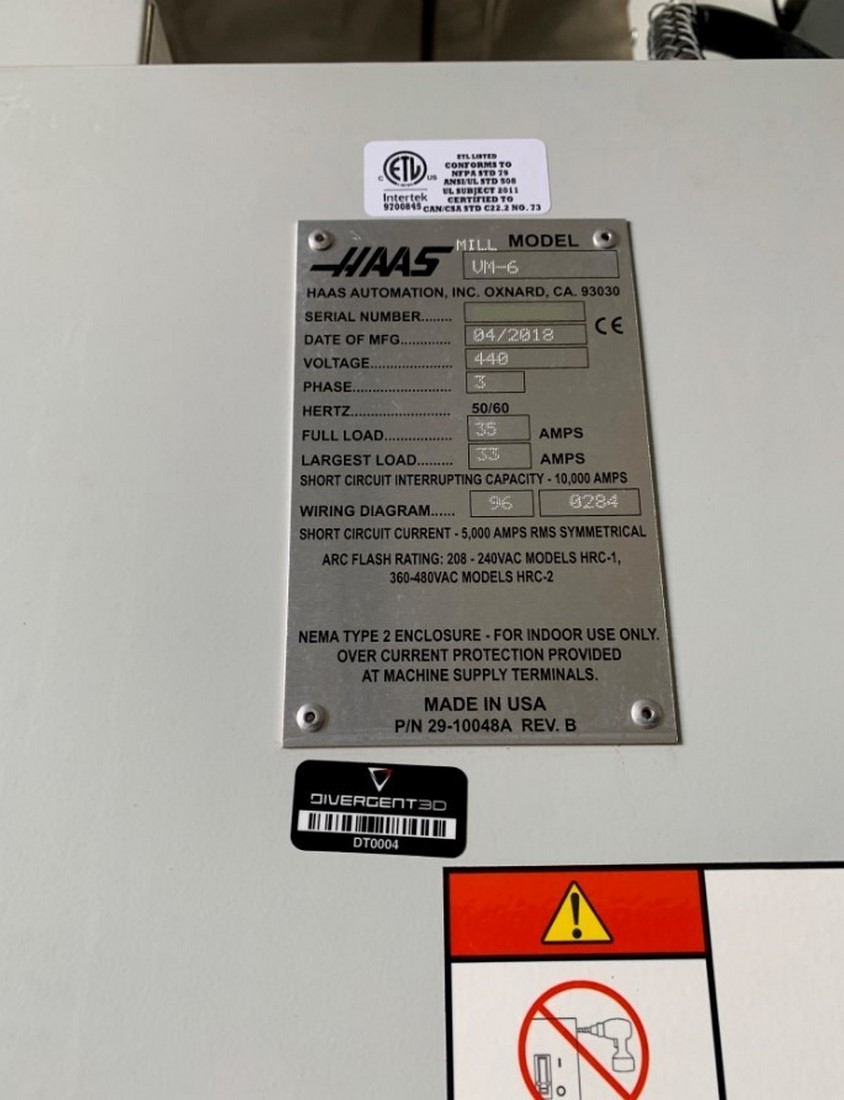 ETL LISTED
CONFORMS TO
NFPA STD 79
ANSI/UL STD 508
UL SUBJECT 2011
CERTIFIED TO
CAN/CSA STD C22.2 NO. 73
C ETL US
Intertek
9700845
HAAS MILL MODEL
VM-6
HAAS AUTOMATION, INC. OXNARD, CA. 93030
SERIAL NUMBER........
DATE OF MFG............. 04/2018 CE
VOLTAGE..................... 440
PHASE......................... 3
HERTZ......................... 50/60
FULL LOAD................. 35 AMPS
LARGEST LOAD......... 33 AMPS
SHORT CIRCUIT INTERRUPTING CAPACITY - 10,000 AMPS
WIRING DIAGRAM...... 96 0284
SHORT CIRCUIT CURRENT - 5,000 AMPS RMS SYMMETRICAL
ARC FLASH RATING: 208 - 240VAC MODELS HRC-1,
360-480VAC MODELS HRC-2
NEMA TYPE 2 ENCLOSURE - FOR INDOOR USE ONLY.
OVER CURRENT PROTECTION PROVIDED
AT MACHINE SUPPLY TERMINALS.
MADE IN USA
P/N 29-10048A REV. B
DIVERGENT3D
DT0004
I
O